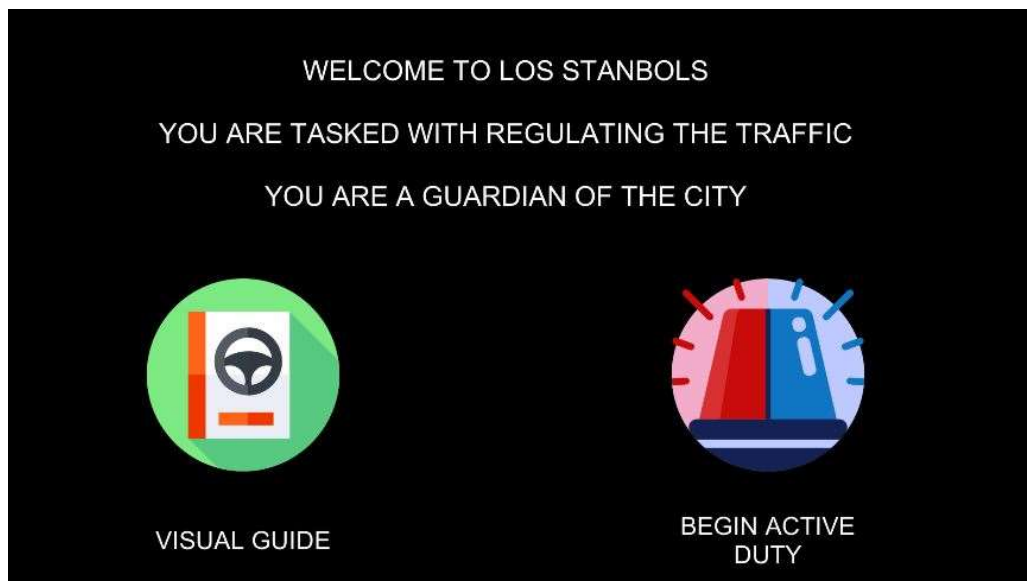 WELCOME TO LOS STANBOLS
YOU ARE TASKED WITH REGULATING THE TRAFFIC
YOU ARE A GUARDIAN OF THE CITY
VISUAL GUIDE
BEGIN ACTIVE
DUTY